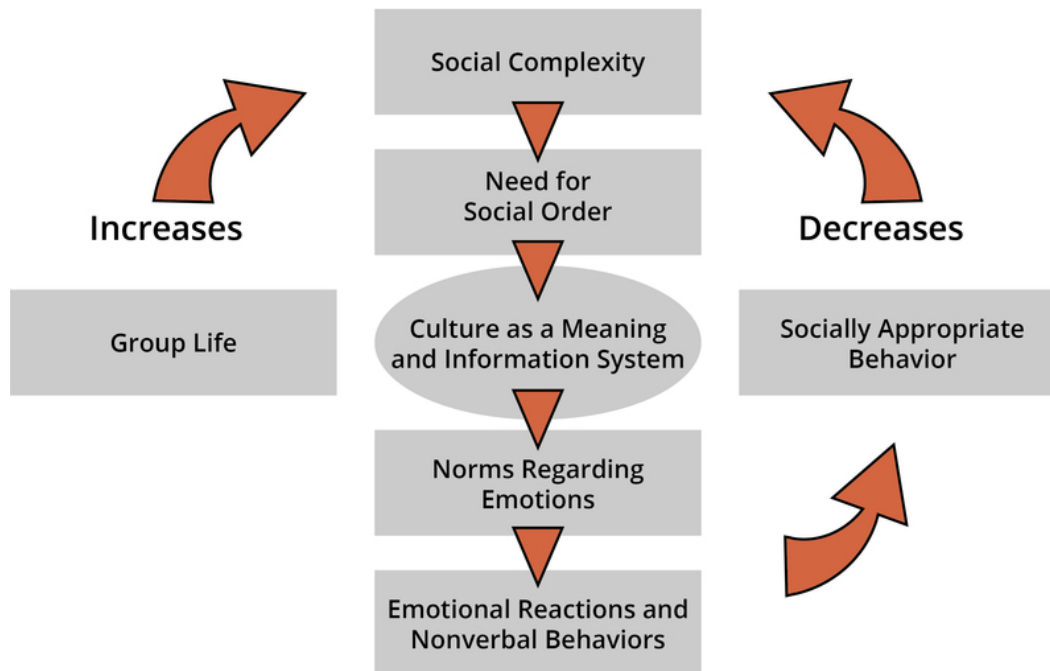 Social Complexity
Need for
Social Order
Increases
Decreases
Group Life
Culture as a Meaning
and Information System
Socially Appropriate
Behavior
Norms Regarding
Emotions
Emotional Reactions and
Nonverbal Behaviors